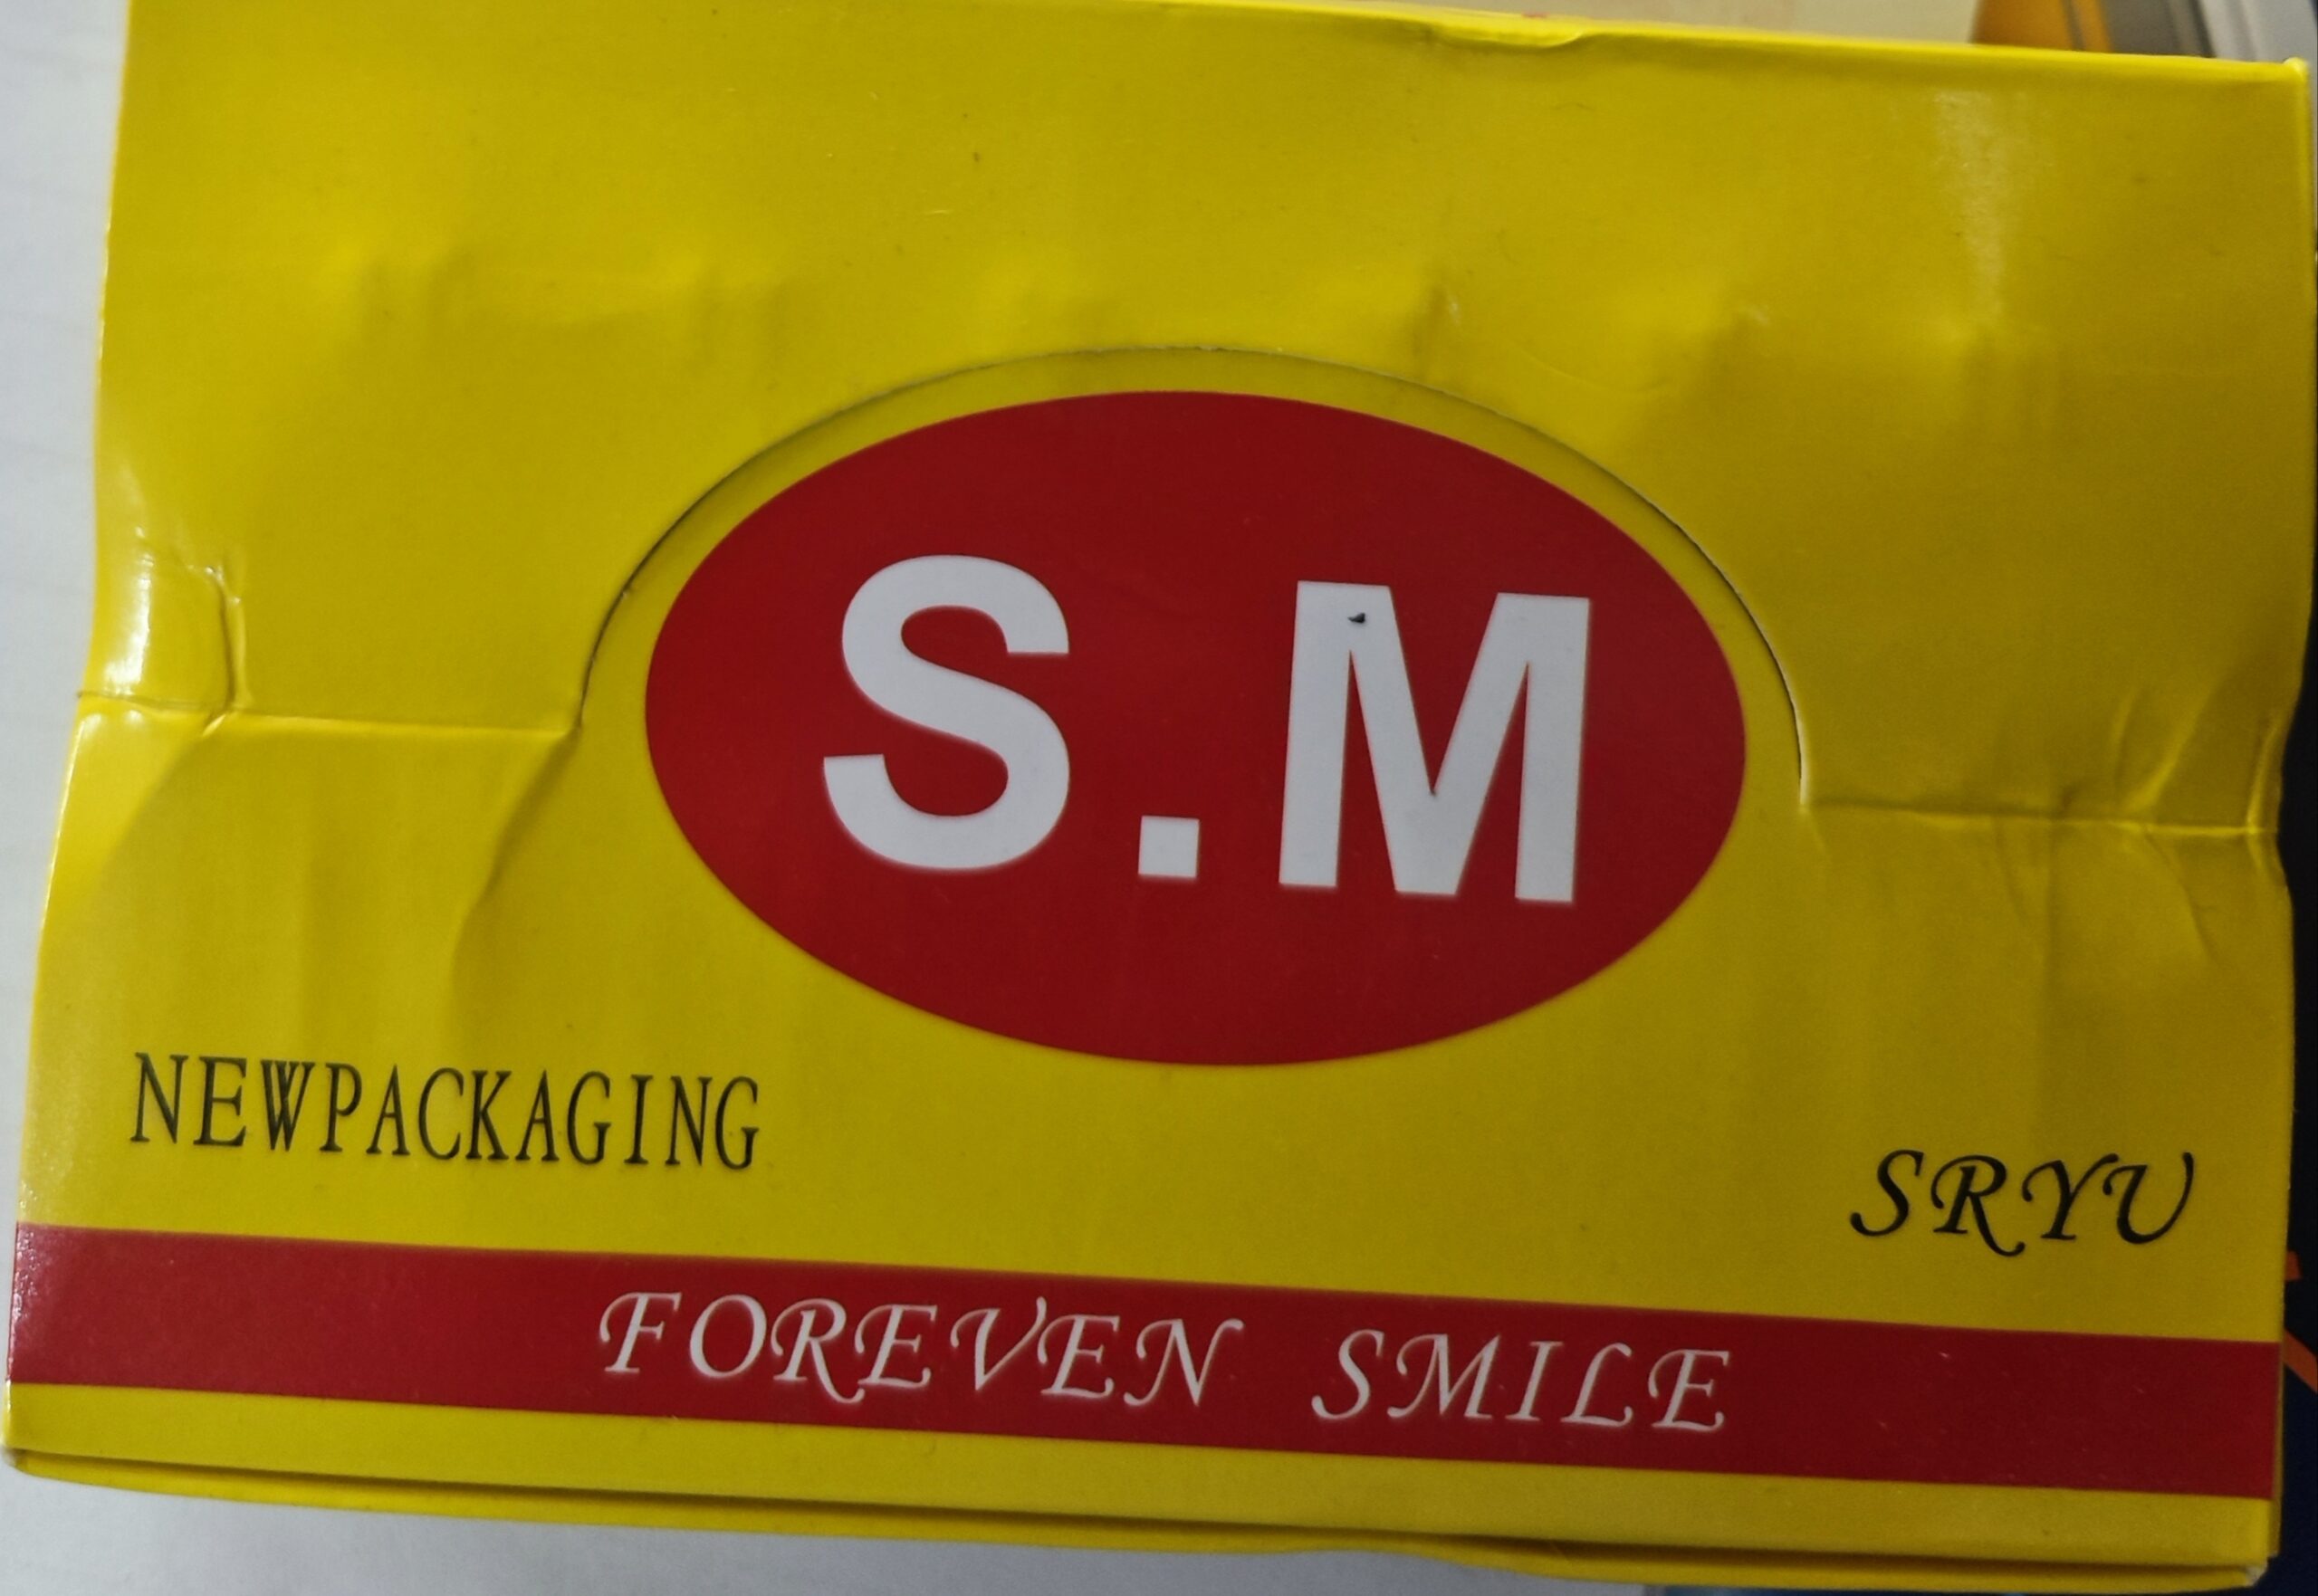 S.M
NEWPACKAGING
SRYU
FOREVEN SMILE